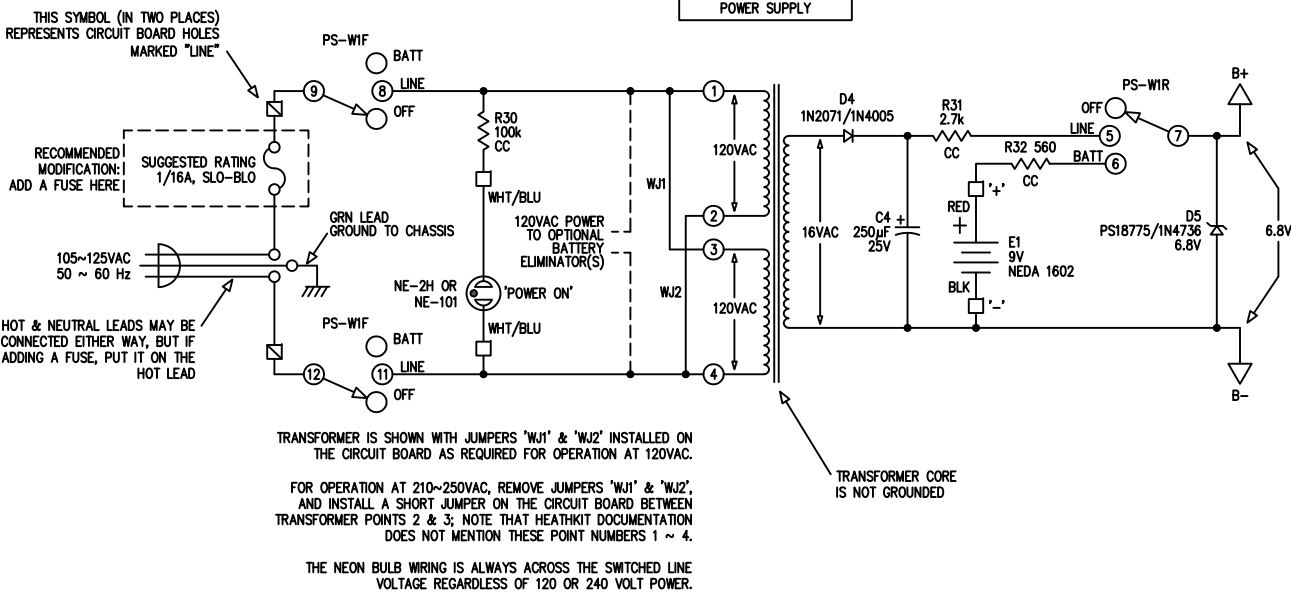 POWER SUPPLY
THIS SYMBOL (IN TWO PLACES)
REPRESENTS CIRCUIT BOARD HOLES
MARKED "LINE"
PS-W1F
BATT
9
8
LINE
OFF
RECOMMENDED
MODIFICATION:
ADD A FUSE HERE
SUGGESTED RATING
1/16A, SLO-BLO
GRN LEAD
GROUND TO CHASSIS
105~125VAC
50 ~ 60 Hz
HOT & NEUTRAL LEADS MAY BE
CONNECTED EITHER WAY, BUT IF
ADDING A FUSE, PUT IT ON THE
HOT LEAD
PS-W1F
BATT
12
11
LINE
OFF
R30
100k
CC
WHT/BLU
NE-2H OR
NE-101
'POWER ON'
WHT/BLU
120VAC POWER
TO OPTIONAL
BATTERY
ELIMINATOR(S)
WJ1
WJ2
1
120VAC
2
3
120VAC
4
16VAC
D4
1N2071/1N4005
C4
+
250µF
25V
R31
2.7k
CC
PS-W1R
OFF
LINE
5
7
R32 560
CC
BATT
6
'+'
RED
+
E1
9V
NEDA 1602
BLK
'-'
D5
PS18775/1N4736
6.8V
B+
6.8V
B-
TRANSFORMER CORE
IS NOT GROUNDED
TRANSFORMER IS SHOWN WITH JUMPERS 'WJ1' & 'WJ2' INSTALLED ON
THE CIRCUIT BOARD AS REQUIRED FOR OPERATION AT 120VAC.
FOR OPERATION AT 210~250VAC, REMOVE JUMPERS 'WJ1' & 'WJ2',
AND INSTALL A SHORT JUMPER ON THE CIRCUIT BOARD BETWEEN
TRANSFORMER POINTS 2 & 3; NOTE THAT HEATHKIT DOCUMENTATION
DOES NOT MENTION THESE POINT NUMBERS 1 ~ 4.
THE NEON BULB WIRING IS ALWAYS ACROSS THE SWITCHED LINE
VOLTAGE REGARDLESS OF 120 OR 240 VOLT POWER.